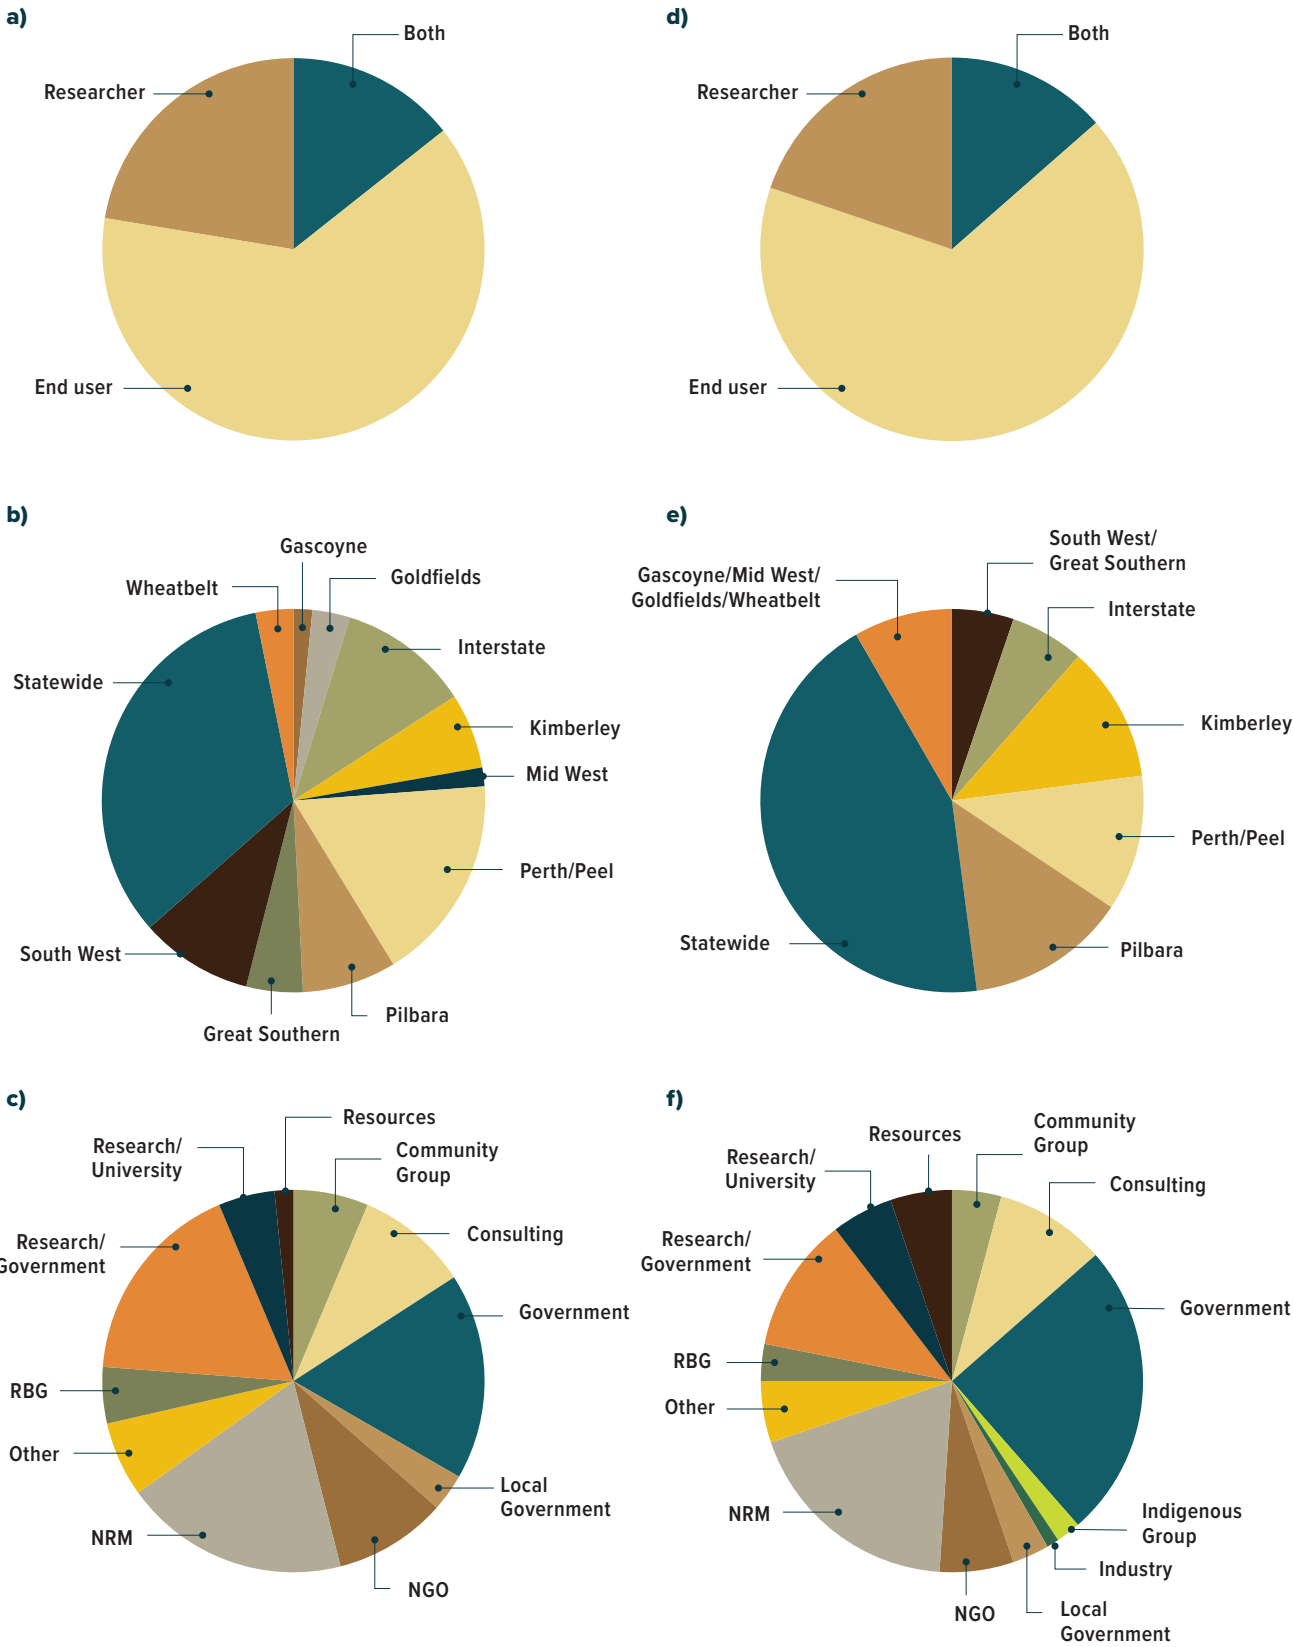 a)
Both
Researcher
End user
d)
Both
Researcher
End user
b)
Gascoyne
Goldfields
Wheatbelt
Interstate
Statewide
Kimberley
Mid West
Perth/Peel
South West
Pilbara
Great Southern
e)
South West/
Great Southern
Gascoyne/Mid West/
Goldfields/Wheatbelt
Interstate
Kimberley
Perth/Peel
Statewide
Pilbara
c)
Resources
Research/
University
Community
Group
Consulting
Research/
Government
Government
RBG
Other
Local
Government
NRM
NGO
f)
Community
Group
Resources
Research/
University
Consulting
Research/
Government
Government
RBG
Other
NRM
Indigenous
Group
Industry
NGO
Local
Government